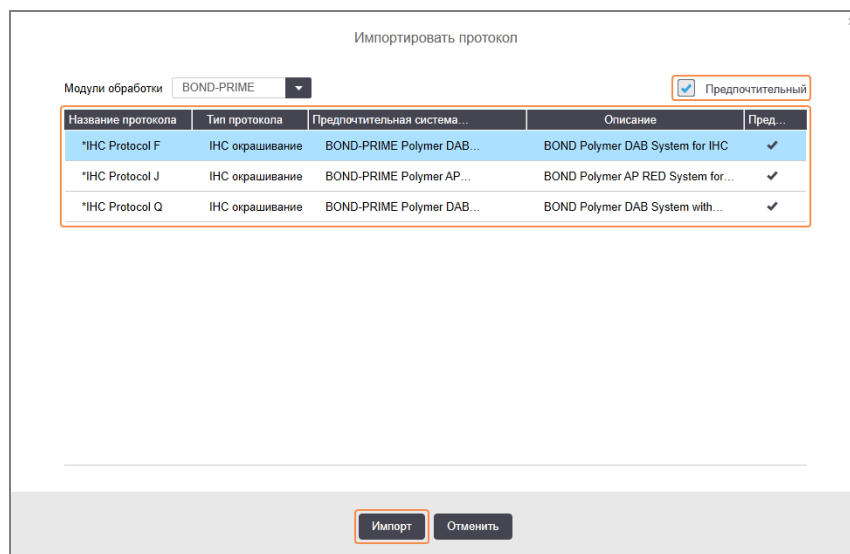 Импортировать протокол
Модули обработки BOND-PRIME Предпочтительный
Название протокола Тип протокола Предпочтительная система... Описание Пред...
*IHC Protocol F IHC окрашивание BOND-PRIME Polymer DAB... BOND Polymer DAB System for IHC
*IHC Protocol J IHC окрашивание BOND-PRIME Polymer AP... BOND Polymer AP RED System for...
*IHC Protocol Q IHC окрашивание BOND-PRIME Polymer DAB... BOND Polymer DAB System with...
Импорт Отменить